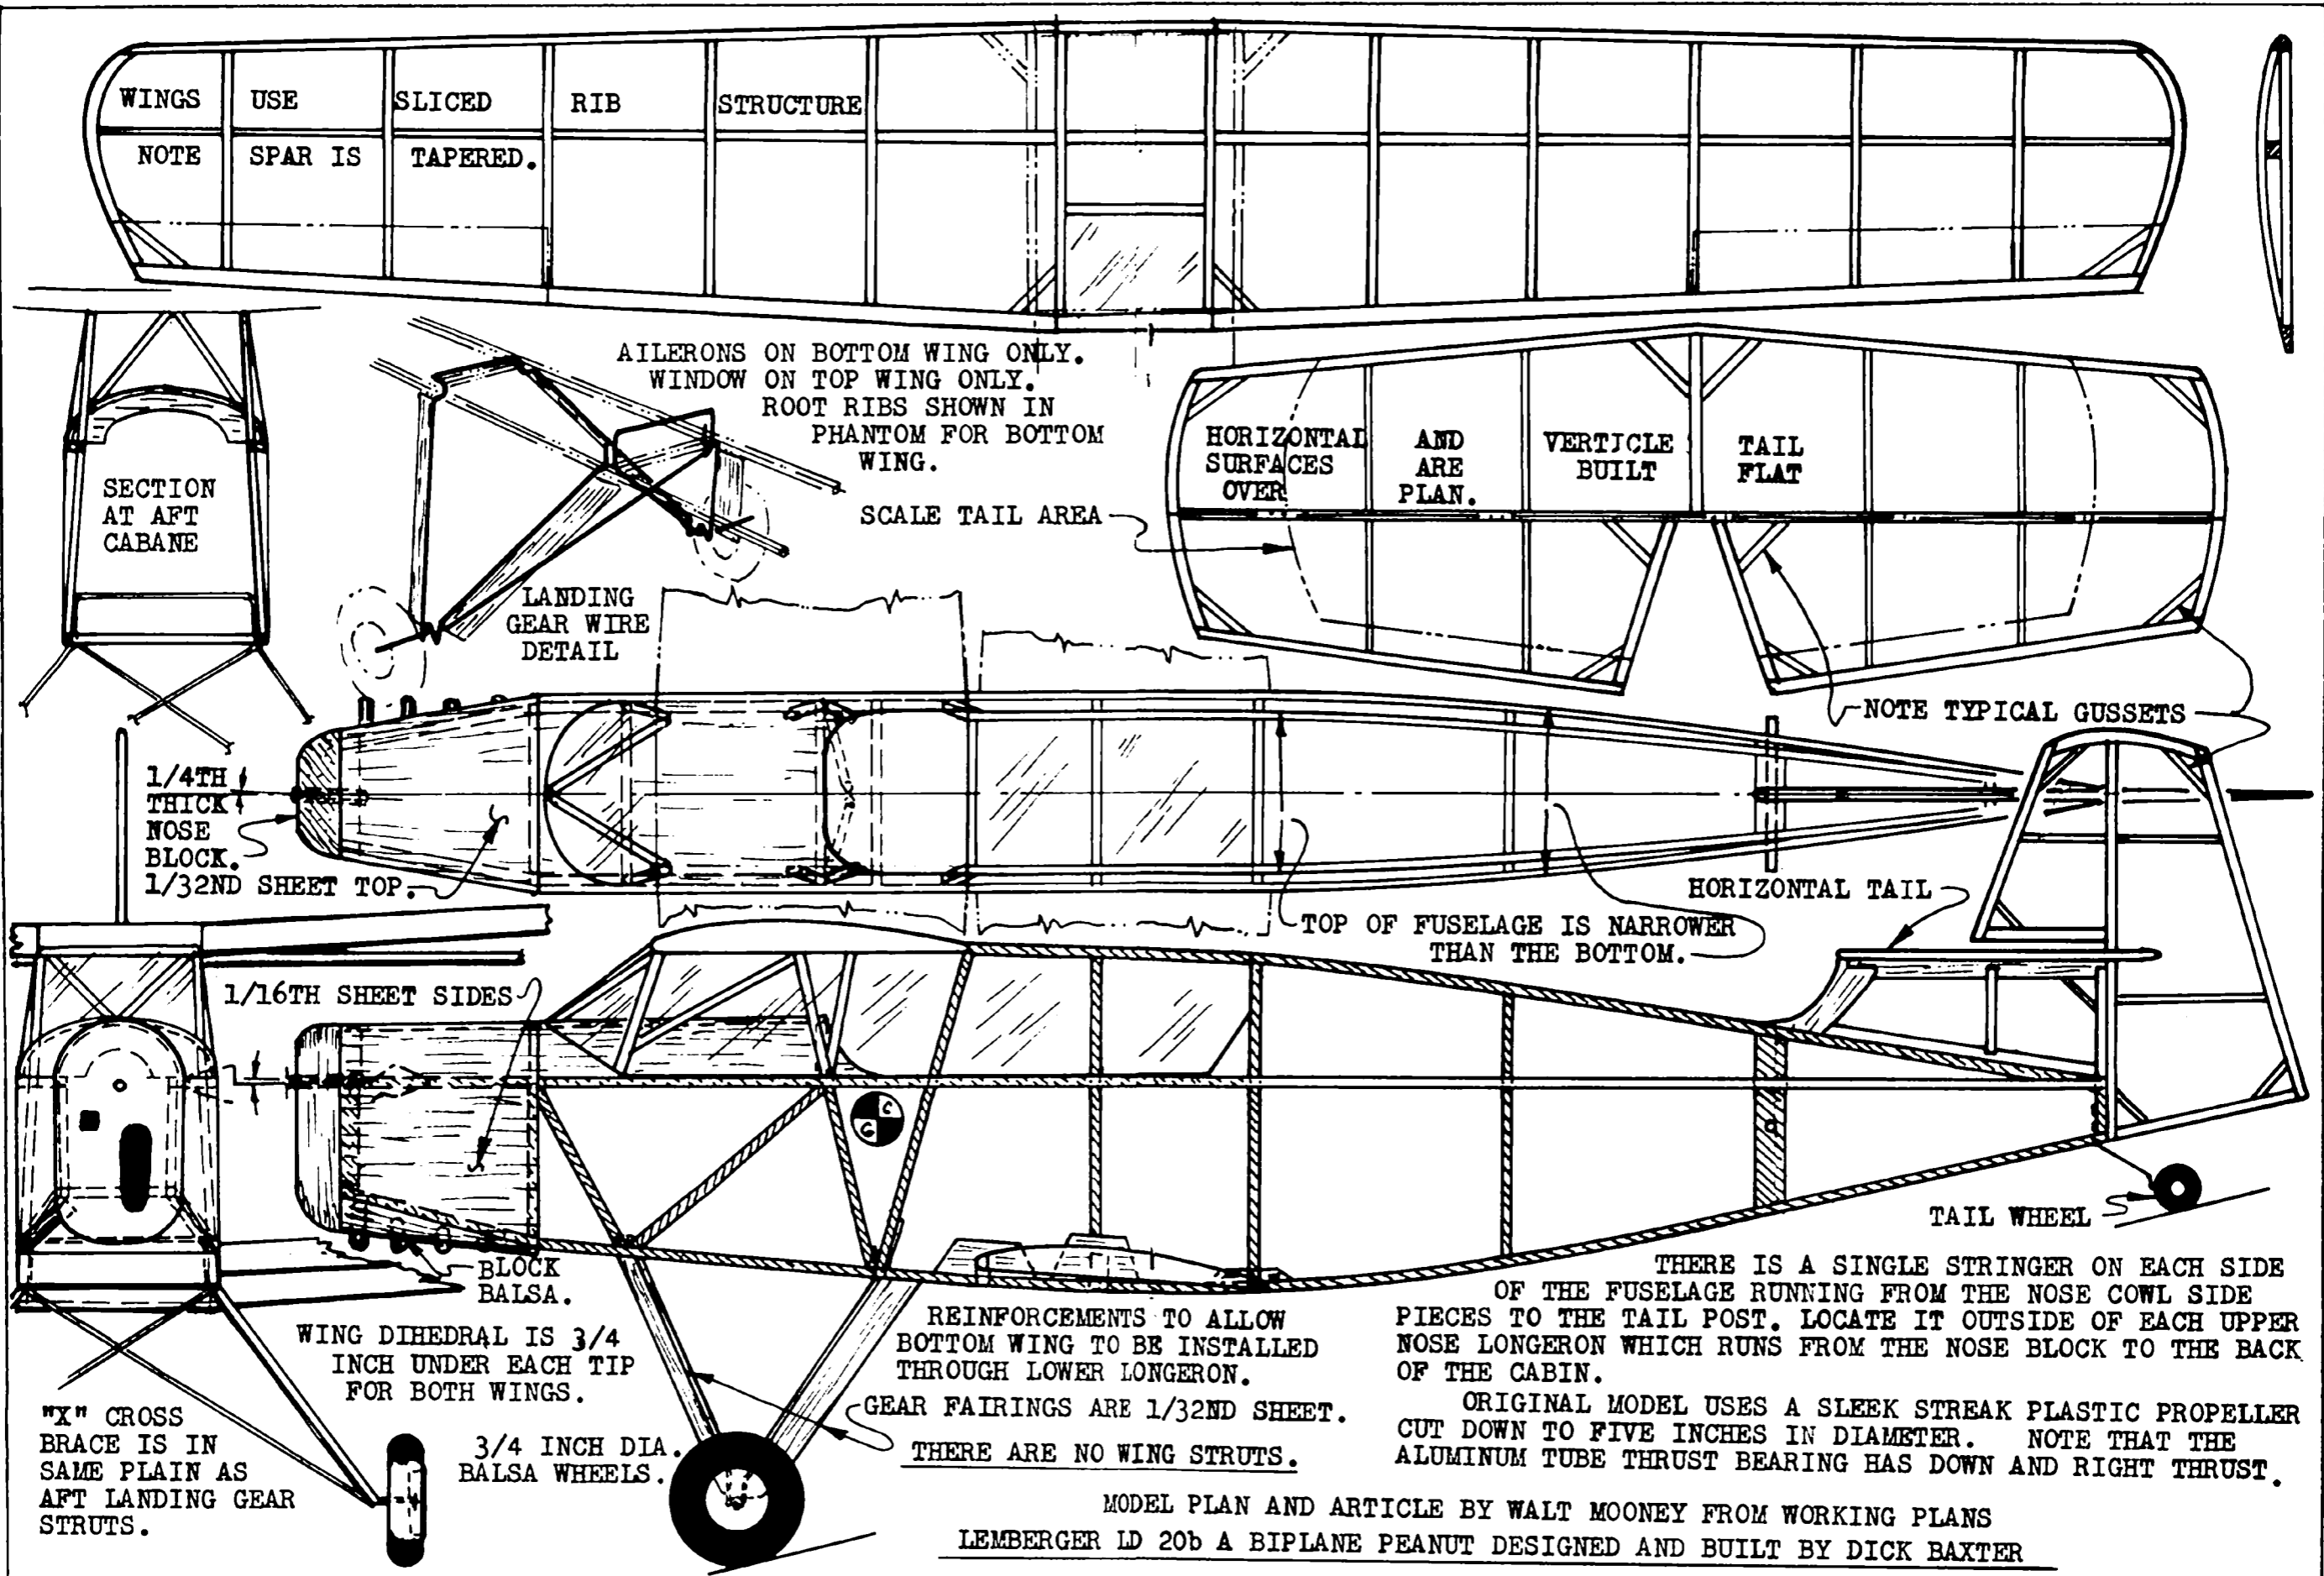 WINGS USE SLICED RIB STRUCTURE
NOTE SPAR IS TAPERED.
AILERONS ON BOTTOM WING ONLY.
WINDOW ON TOP WING ONLY.
ROOT RIBS SHOWN IN
PHANTOM FOR BOTTOM
WING.
HORIZONTAL AND VERTICLE TAIL
SURFACES ARE BUILT FLAT
OVER PLAN.
SCALE TAIL AREA
SECTION
AT AFT
CABANE
LANDING
GEAR WIRE
DETAIL
NOTE TYPICAL GUSSETS
1/4TH
THICK
NOSE
BLOCK.
1/32ND SHEET TOP.
HORIZONTAL TAIL
TOP OF FUSELAGE IS NARROWER
THAN THE BOTTOM.
1/16TH SHEET SIDES
C
G
TAIL WHEEL
BLOCK
BALSA.
WING DIHEDRAL IS 3/4
INCH UNDER EACH TIP
FOR BOTH WINGS.
REINFORCEMENTS TO ALLOW
BOTTOM WING TO BE INSTALLED
THROUGH LOWER LONGERON.
GEAR FAIRINGS ARE 1/32ND SHEET.
THERE ARE NO WING STRUTS.
3/4 INCH DIA.
BALSA WHEELS.
"X" CROSS
BRACE IS IN
SAME PLAIN AS
AFT LANDING GEAR
STRUTS.
THERE IS A SINGLE STRINGER ON EACH SIDE
OF THE FUSELAGE RUNNING FROM THE NOSE COWL SIDE
PIECES TO THE TAIL POST. LOCATE IT OUTSIDE OF EACH UPPER
NOSE LONGERON WHICH RUNS FROM THE NOSE BLOCK TO THE BACK
OF THE CABIN.
ORIGINAL MODEL USES A SLEEK STREAK PLASTIC PROPELLER
CUT DOWN TO FIVE INCHES IN DIAMETER. NOTE THAT THE
ALUMINUM TUBE THRUST BEARING HAS DOWN AND RIGHT THRUST.
MODEL PLAN AND ARTICLE BY WALT MOONEY FROM WORKING PLANS
LEMBERGER LD 20b A BIPLANE PEANUT DESIGNED AND BUILT BY DICK BAXTER